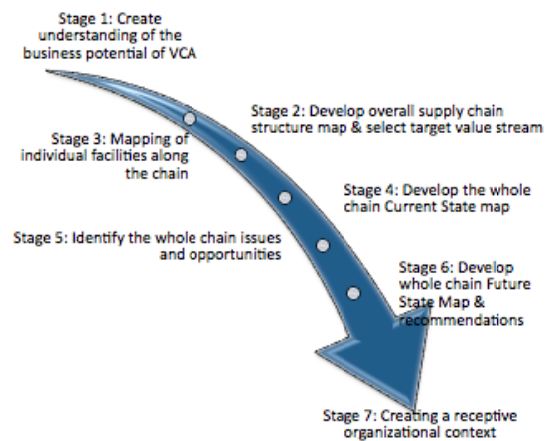 Stage 1: Create
understanding of the
business potential of VCA
Stage 2: Develop overall supply chain
structure map & select target value stream
Stage 3: Mapping of
individual facilities along
the chain
Stage 4: Develop the whole
chain Current State map
Stage 5: Identify the whole chain issues
and opportunities
Stage 6: Develop
whole chain Future
State Map &
recommendations
Stage 7: Creating a receptive
organizational context